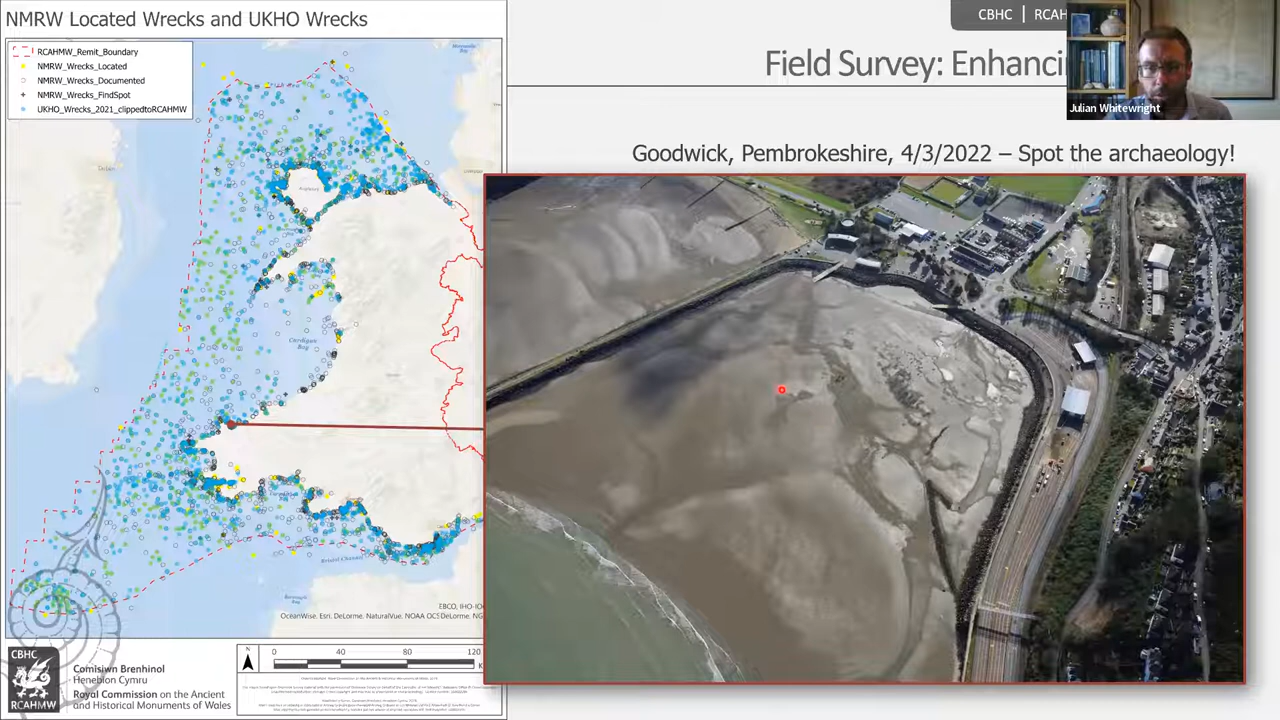 NMRW Located Wrecks and UKHO Wrecks
RCAHMW_Remit_Boundary
NMRW_Wrecks_Located
NMRW_Wrecks_Documented
NMRW_Wrecks_FindSpot
UKHO_Wrecks_2021_clippedtoRCAHMW
Cardigan
Bay
Bristol Channel
EBCO, IHO-IO
OceanWise, Esri, DeLorme, NaturalVue, NOAA OCS DeLorme, NG
CBHC
RCAHMW
Comisiwn Brenhinol
Henebion Cymru
Royal Commission on the Ancient
and Historical Monuments of Wales
N
0 40 80 120
K
CBHC | RCAH
Julian Whitewright
Field Survey: Enhanci
Goodwick, Pembrokeshire, 4/3/2022 – Spot the archaeology!